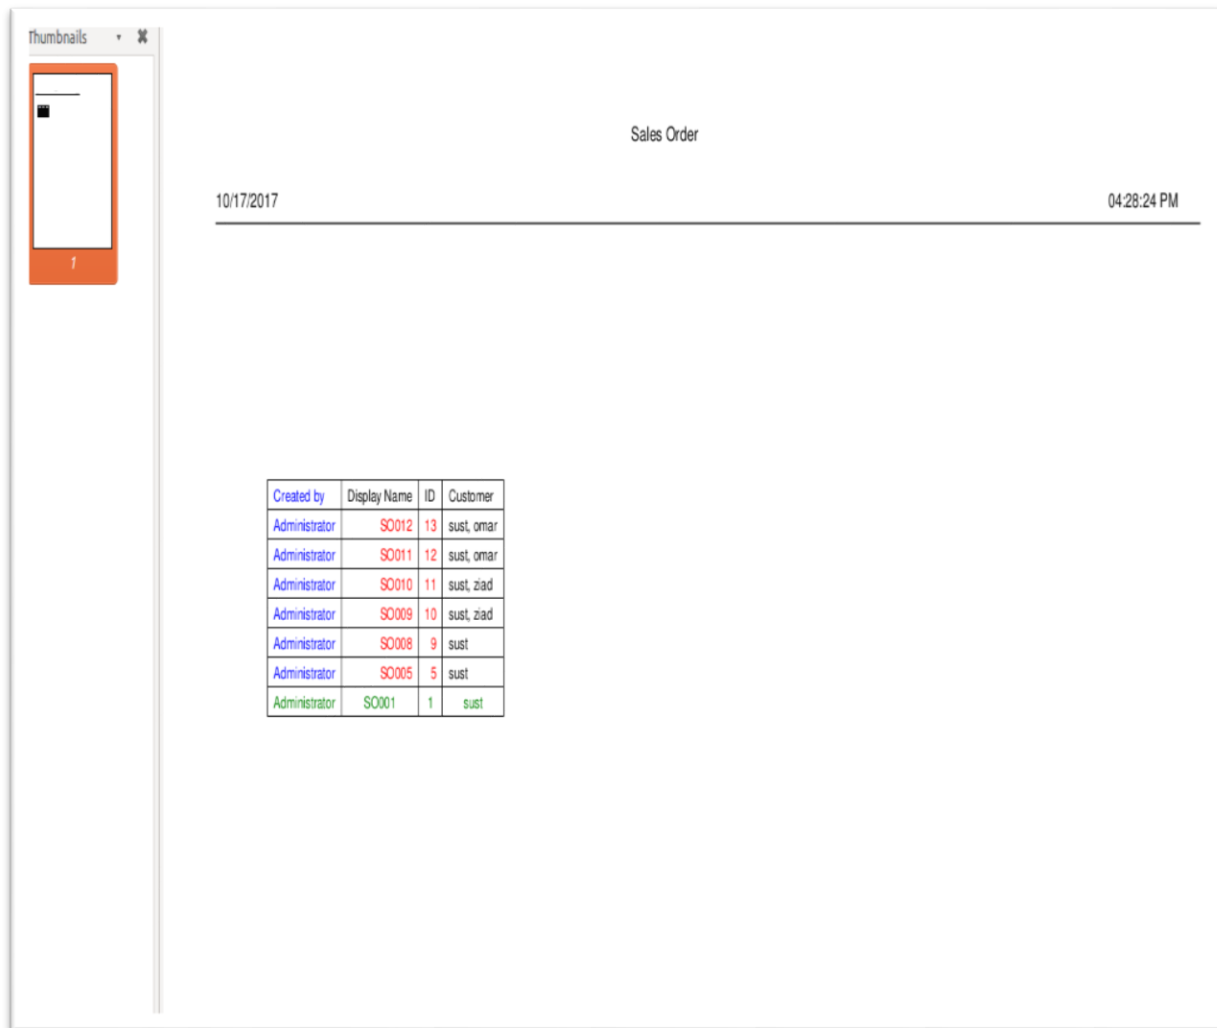 Thumbnails
1
Sales Order
10/17/2017 04:28:24 PM
Created by Display Name ID Customer
Administrator SO012 13 sust, omar
Administrator SO011 12 sust, omar
Administrator SO010 11 sust, ziad
Administrator SO009 10 sust, ziad
Administrator SO008 9 sust
Administrator SO005 5 sust
Administrator SO001 1 sust